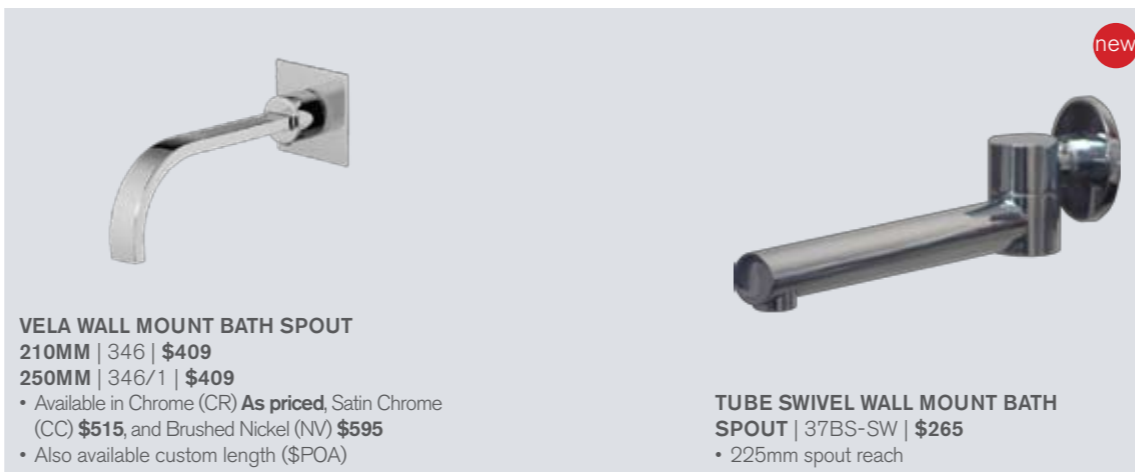 new
VELA WALL MOUNT BATH SPOUT
210MM | 346 | $409
250MM | 346/1 | $409
• Available in Chrome (CR) As priced, Satin Chrome
(CC) $515, and Brushed Nickel (NV) $595
• Also available custom length ($POA)
TUBE SWIVEL WALL MOUNT BATH
SPOUT | 37BS-SW | $265
• 225mm spout reach